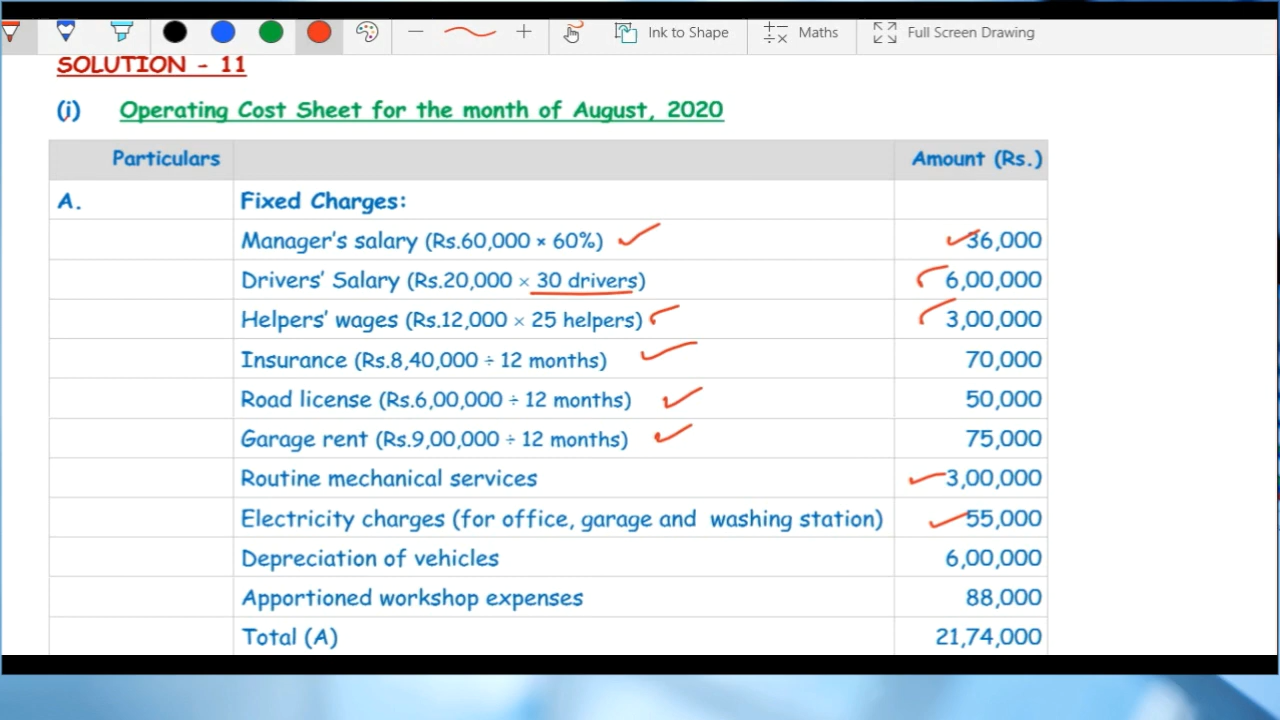 Ink to Shape Maths Full Screen Drawing
SOLUTION - 11
(i) Operating Cost Sheet for the month of August, 2020
Particulars Amount (Rs.)
A. Fixed Charges:
Manager's salary (Rs.60,000 × 60%) 36,000
Drivers' Salary (Rs.20,000 × 30 drivers) 6,00,000
Helpers' wages (Rs.12,000 × 25 helpers) 3,00,000
Insurance (Rs.8,40,000 ÷ 12 months) 70,000
Road license (Rs.6,00,000 ÷ 12 months) 50,000
Garage rent (Rs.9,00,000 ÷ 12 months) 75,000
Routine mechanical services 3,00,000
Electricity charges (for office, garage and washing station) 55,000
Depreciation of vehicles 6,00,000
Apportioned workshop expenses 88,000
Total (A) 21,74,000